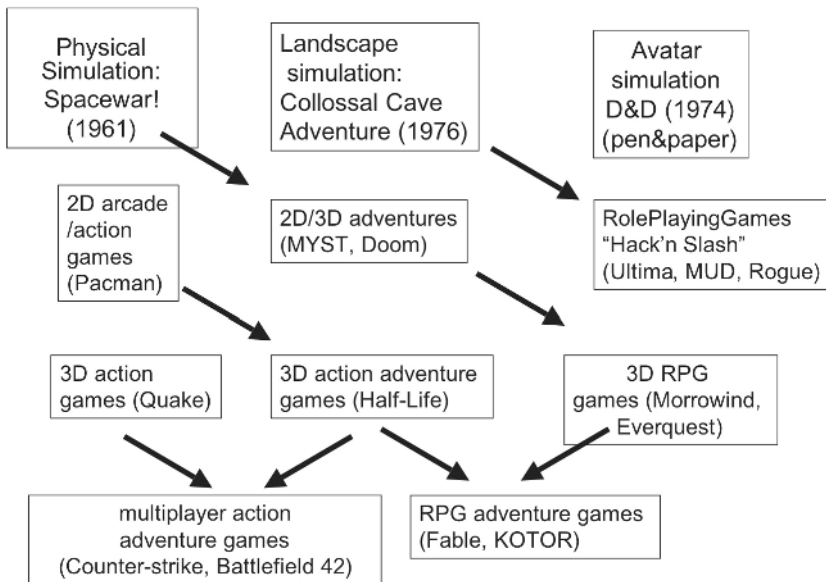 Physical
Simulation:
Spacewar!
(1961)
Landscape
simulation:
Collossal Cave
Adventure (1976)
Avatar
simulation
D&D (1974)
(pen&paper)
2D arcade
/action
games
(Pacman)
2D/3D adventures
(MYST, Doom)
RolePlayingGames
“Hack’n Slash”
(Ultima, MUD, Rogue)
3D action
games (Quake)
3D action adventure
games (Half-Life)
3D RPG
games (Morrowind,
Everquest)
multiplayer action
adventure games
(Counter-strike, Battlefield 42)
RPG adventure games
(Fable, KOTOR)